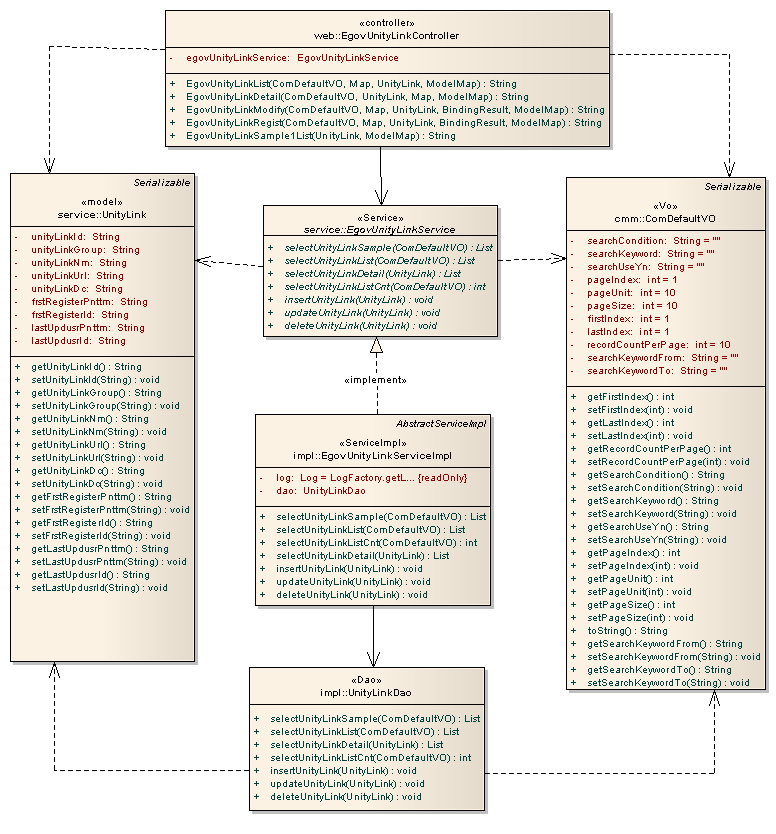 «controller»
web::EgovUnityLinkController
- egovUnityLinkService: EgovUnityLinkService
+ EgovUnityLinkList(ComDefaultVO, Map, UnityLink, ModelMap) : String
+ EgovUnityLinkDetail(ComDefaultVO, UnityLink, Map, ModelMap) : String
+ EgovUnityLinkModify(ComDefaultVO, Map, UnityLink, BindingResult, ModelMap) : String
+ EgovUnityLinkRegist(ComDefaultVO, Map, UnityLink, BindingResult, ModelMap) : String
+ EgovUnityLinkSample1List(UnityLink, ModelMap) : String
Serializable
«model»
service::UnityLink
- unityLinkId: String
- unityLinkGroup: String
- unityLinkNm: String
- unityLinkUrl: String
- unityLinkDc: String
- frstRegisterPnttm: String
- frstRegisterId: String
- lastUpdusrPnttm: String
- lastUpdusrId: String
+ getUnityLinkId() : String
+ setUnityLinkId(String) : void
+ getUnityLinkGroup() : String
+ setUnityLinkGroup(String) : void
+ getUnityLinkNm() : String
+ setUnityLinkNm(String) : void
+ getUnityLinkUrl() : String
+ setUnityLinkUrl(String) : void
+ getUnityLinkDc() : String
+ setUnityLinkDc(String) : void
+ getFrstRegisterPnttm() : String
+ setFrstRegisterPnttm(String) : void
+ getFrstRegisterId() : String
+ setFrstRegisterId(String) : void
+ getLastUpdusrPnttm() : String
+ setLastUpdusrPnttm(String) : void
+ getLastUpdusrId() : String
+ setLastUpdusrId(String) : void
«Service»
service::EgovUnityLinkService
+ selectUnityLinkSample(ComDefaultVO) : List
+ selectUnityLinkList(ComDefaultVO) : List
+ selectUnityLinkDetail(UnityLink) : List
+ selectUnityLinkListCnt(ComDefaultVO) : int
+ insertUnityLink(UnityLink) : void
+ updateUnityLink(UnityLink) : void
+ deleteUnityLink(UnityLink) : void
«implement»
AbstractServiceImpl
«ServiceImpl»
impl::EgovUnityLinkServiceImpl
- log: Log = LogFactory.getL... {readOnly}
- dao: UnityLinkDao
+ selectUnityLinkSample(ComDefaultVO) : List
+ selectUnityLinkList(ComDefaultVO) : List
+ selectUnityLinkListCnt(ComDefaultVO) : int
+ selectUnityLinkDetail(UnityLink) : List
+ insertUnityLink(UnityLink) : void
+ updateUnityLink(UnityLink) : void
+ deleteUnityLink(UnityLink) : void
«Dao»
impl::UnityLinkDao
+ selectUnityLinkSample(ComDefaultVO) : List
+ selectUnityLinkList(ComDefaultVO) : List
+ selectUnityLinkDetail(UnityLink) : List
+ selectUnityLinkListCnt(ComDefaultVO) : int
+ insertUnityLink(UnityLink) : void
+ updateUnityLink(UnityLink) : void
+ deleteUnityLink(UnityLink) : void
Serializable
«Vo»
cmm::ComDefaultVO
- searchCondition: String = ""
- searchKeyword: String = ""
- searchUseYn: String = ""
- pageIndex: int = 1
- pageUnit: int = 10
- pageSize: int = 10
- firstIndex: int = 1
- lastIndex: int = 1
- recordCountPerPage: int = 10
- searchKeywordFrom: String = ""
- searchKeywordTo: String = ""
+ getFirstIndex() : int
+ setFirstIndex(int) : void
+ getLastIndex() : int
+ setLastIndex(int) : void
+ getRecordCountPerPage() : int
+ setRecordCountPerPage(int) : void
+ getSearchCondition() : String
+ setSearchCondition(String) : void
+ getSearchKeyword() : String
+ setSearchKeyword(String) : void
+ getSearchUseYn() : String
+ setSearchUseYn(String) : void
+ getPageIndex() : int
+ setPageIndex(int) : void
+ getPageUnit() : int
+ setPageUnit(int) : void
+ getPageSize() : int
+ setPageSize(int) : void
+ toString() : String
+ getSearchKeywordFrom() : String
+ setSearchKeywordFrom(String) : void
+ getSearchKeywordTo() : String
+ setSearchKeywordTo(String) : void